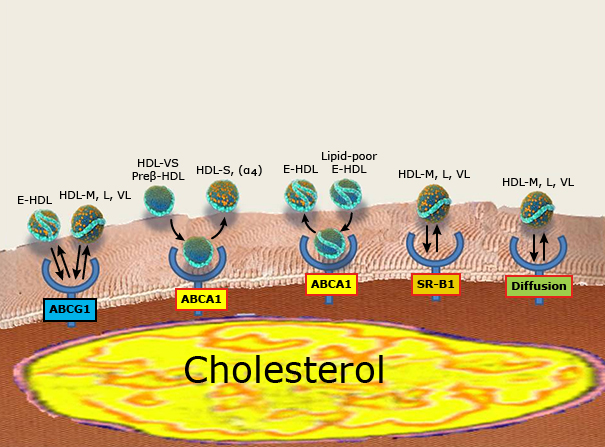 E-HDL
HDL-M, L, VL
HDL-VS
Preβ-HDL
HDL-S, (α4)
E-HDL
Lipid-poor
E-HDL
HDL-M, L, VL
HDL-M, L, VL
ABCG1
ABCA1
ABCA1
SR-B1
Diffusion
Cholesterol